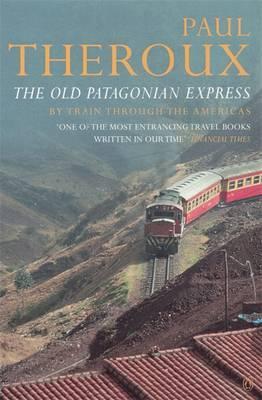 PAUL
THEROUX
THE OLD PATAGONIAN EXPRESS
BY TRAIN THROUGH THE AMERICAS
'ONE OF THE MOST ENTRANCING TRAVEL BOOKS
WRITTEN IN OUR TIME' FINANCIAL TIMES